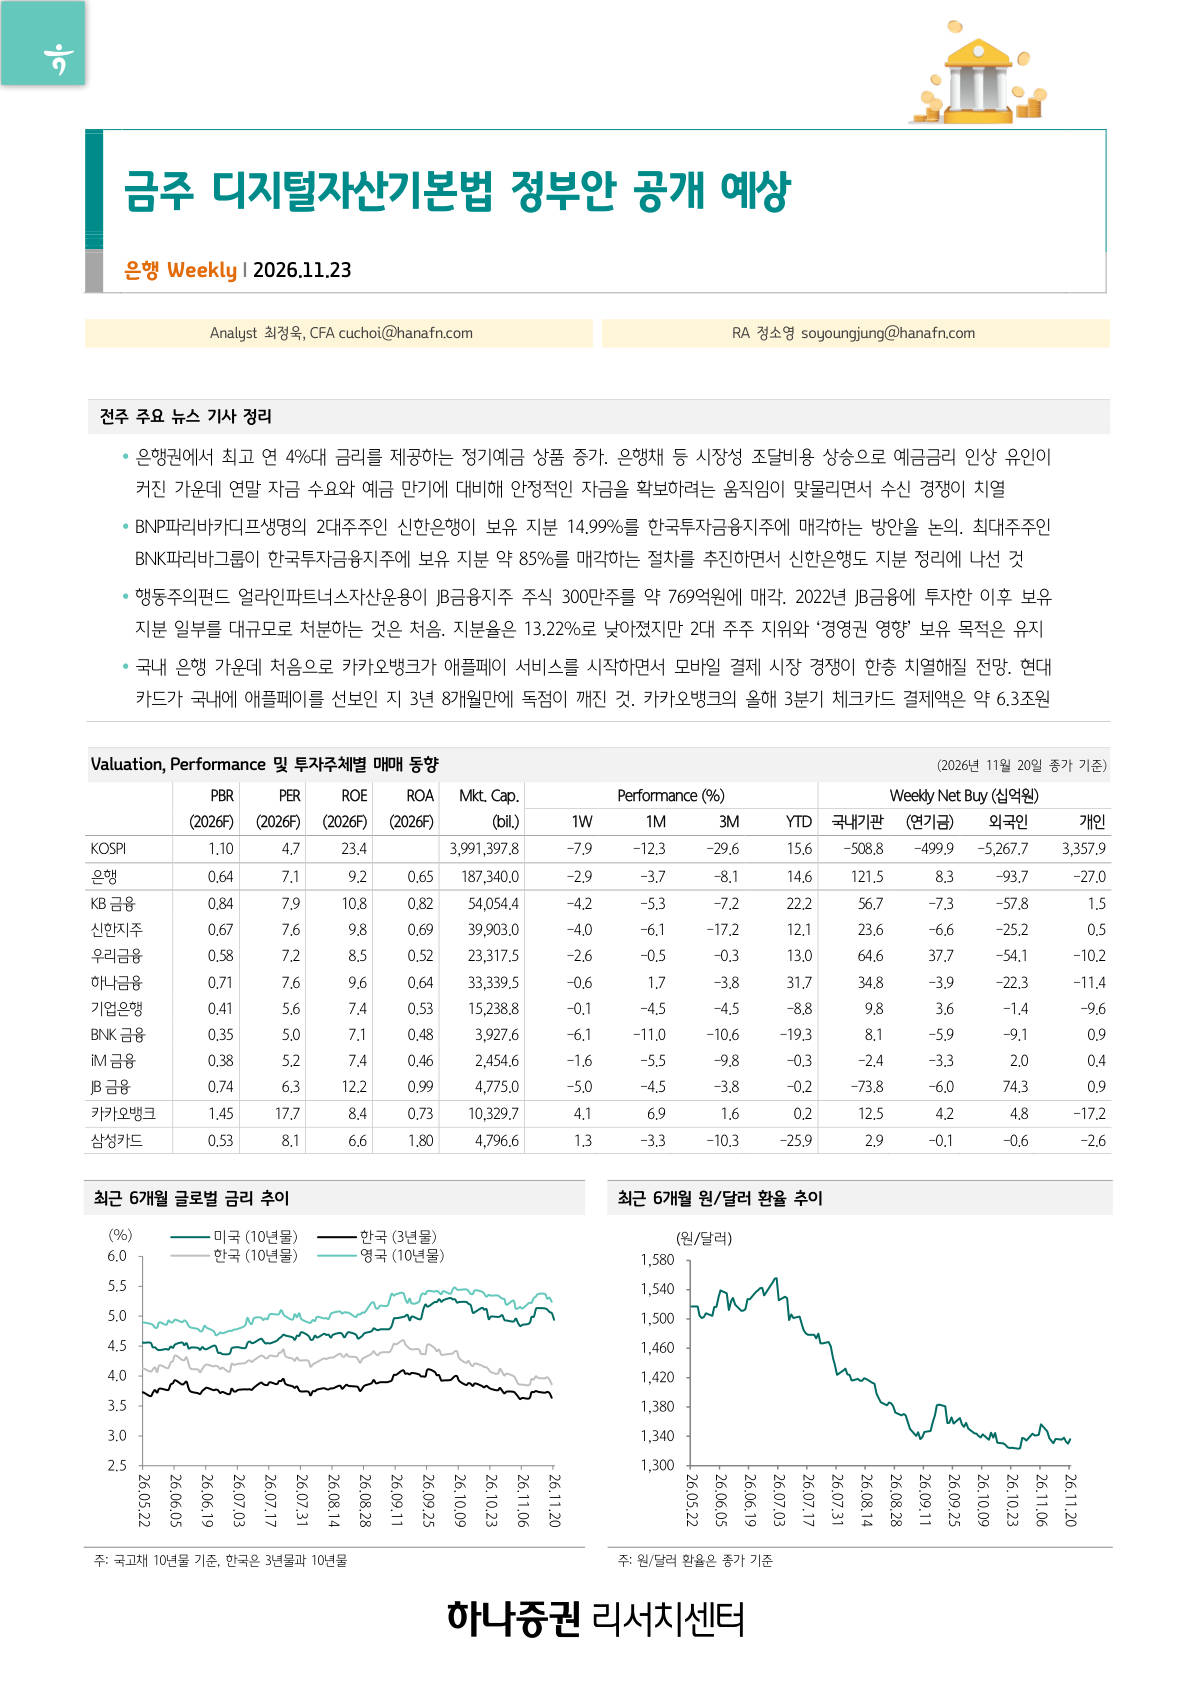 금주 디지털자산기본법 정부안 공개 예상
은행 Weekly | 2026.11.23
Analyst 최정욱, CFA cuchoi@hanafn.com
RA 정소영 soyoungjung@hanafn.com
전주 주요 뉴스 기사 정리
• 은행권에서 최고 연 4%대 금리를 제공하는 정기예금 상품 증가. 은행채 등 시장성 조달비용 상승으로 예금금리 인상 유인이
커진 가운데 연말 자금 수요와 예금 만기에 대비해 안정적인 자금을 확보하려는 움직임이 맞물리면서 수신 경쟁이 치열
• BNP파리바카디프생명의 2대주주인 신한은행이 보유 지분 14.99%를 한국투자금융지주에 매각하는 방안을 논의. 최대주주인
BNK파리바그룹이 한국투자금융지주에 보유 지분 약 85%를 매각하는 절차를 추진하면서 신한은행도 지분 정리에 나선 것
• 행동주의펀드 얼라인파트너스자산운용이 JB금융지주 주식 300만주를 약 769억원에 매각. 2022년 JB금융에 투자한 이후 보유
지분 일부를 대규모로 처분하는 것은 처음. 지분율은 13.22%로 낮아졌지만 2대 주주 지위와 ‘경영권 영향’ 보유 목적은 유지
• 국내 은행 가운데 처음으로 카카오뱅크가 애플페이 서비스를 시작하면서 모바일 결제 시장 경쟁이 한층 치열해질 전망. 현대
카드가 국내에 애플페이를 선보인 지 3년 8개월만에 독점이 깨진 것. 카카오뱅크의 올해 3분기 체크카드 결제액은 약 6.3조원
Valuation, Performance 및 투자주체별 매매 동향 (2026년 11월 20일 종가 기준)
PBR PER ROE ROA Mkt. Cap. Performance (%) Weekly Net Buy (십억원)
(2026F) (2026F) (2026F) (2026F) (bil.) 1W 1M 3M YTD 국내기관 (연기금) 외국인 개인
KOSPI 1.10 4.7 23.4 3,991,397.8 -7.9 -12.3 -29.6 15.6 -508.8 -499.9 -5,267.7 3,357.9
은행 0.64 7.1 9.2 0.65 187,340.0 -2.9 -3.7 -8.1 14.6 121.5 8.3 -93.7 -27.0
KB 금융 0.84 7.9 10.8 0.82 54,054.4 -4.2 -5.3 -7.2 22.2 56.7 -7.3 -57.8 1.5
신한지주 0.67 7.6 9.8 0.69 39,903.0 -4.0 -6.1 -17.2 12.1 23.6 -6.6 -25.2 0.5
우리금융 0.58 7.2 8.5 0.52 23,317.5 -2.6 -0.5 -0.3 13.0 64.6 37.7 -54.1 -10.2
하나금융 0.71 7.6 9.6 0.64 33,339.5 -0.6 1.7 -3.8 31.7 34.8 -3.9 -22.3 -11.4
기업은행 0.41 5.6 7.4 0.53 15,238.8 -0.1 -4.5 -4.5 -8.8 9.8 3.6 -1.4 -9.6
BNK 금융 0.35 5.0 7.1 0.48 3,927.6 -6.1 -11.0 -10.6 -19.3 8.1 -5.9 -9.1 0.9
iM 금융 0.38 5.2 7.4 0.46 2,454.6 -1.6 -5.5 -9.8 -0.3 -2.4 -3.3 2.0 0.4
JB 금융 0.74 6.3 12.2 0.99 4,775.0 -5.0 -4.5 -3.8 -0.2 -73.8 -6.0 74.3 0.9
카카오뱅크 1.45 17.7 8.4 0.73 10,329.7 4.1 6.9 1.6 0.2 12.5 4.2 4.8 -17.2
삼성카드 0.53 8.1 6.6 1.80 4,796.6 1.3 -3.3 -10.3 -25.9 2.9 -0.1 -0.6 -2.6
최근 6개월 글로벌 금리 추이
(%)
미국 (10년물) 한국 (3년물)
한국 (10년물) 영국 (10년물)
6.0
5.5
5.0
4.5
4.0
3.5
3.0
2.5
26.05.22
26.06.05
26.06.19
26.07.03
26.07.17
26.07.31
26.08.14
26.08.28
26.09.11
26.09.25
26.10.09
26.10.23
26.11.06
26.11.20
주: 국고채 10년물 기준, 한국은 3년물과 10년물
최근 6개월 원/달러 환율 추이
(원/달러)
1,580
1,540
1,500
1,460
1,420
1,380
1,340
1,300
26.05.22
26.06.05
26.06.19
26.07.03
26.07.17
26.07.31
26.08.14
26.08.28
26.09.11
26.09.25
26.10.09
26.10.23
26.11.06
26.11.20
주: 원/달러 환율은 종가 기준
하나증권 리서치센터